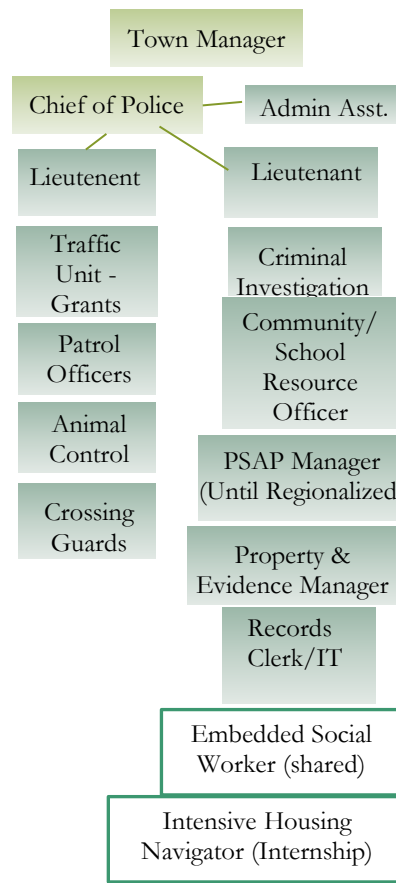 Town Manager
Chief of Police
Admin Asst.
Lieutenent
Traffic
Unit -
Grants
Patrol
Officers
Animal
Control
Crossing
Guards
Lieutenant
Criminal
Investigation
Community/
School
Resource
Officer
PSAP Manager
(Until Regionalized
Property &
Evidence Manager
Records
Clerk/IT
Embedded Social
Worker (shared)
Intensive Housing
Navigator (Internship)